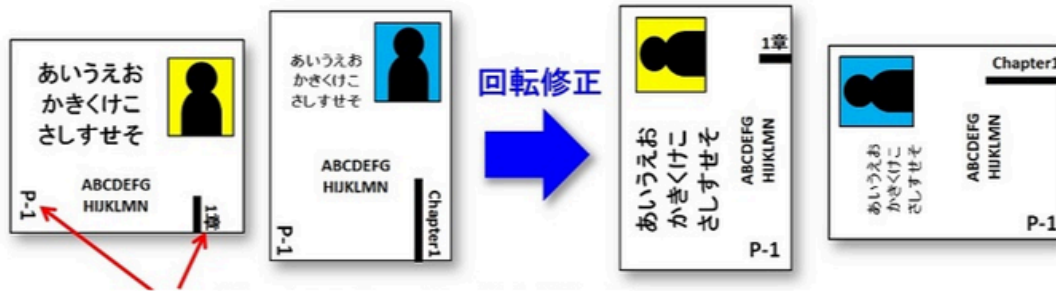 あいうえお
かきくけこ
さしすせそ
ABCDEFG
HIJKLMN
P-1
1章
あいうえお
かきくけこ
さしすせそ
ABCDEFG
HIJKLMN
P-1
Chapter1
回転修正
1章
あいうえお
かきくけこ
さしすせそ
ABCDEFG
HIJKLMN
P-1
Chapter1
あいうえお
かきくけこ
さしすせそ
ABCDEFG
HIJKLMN
P-1